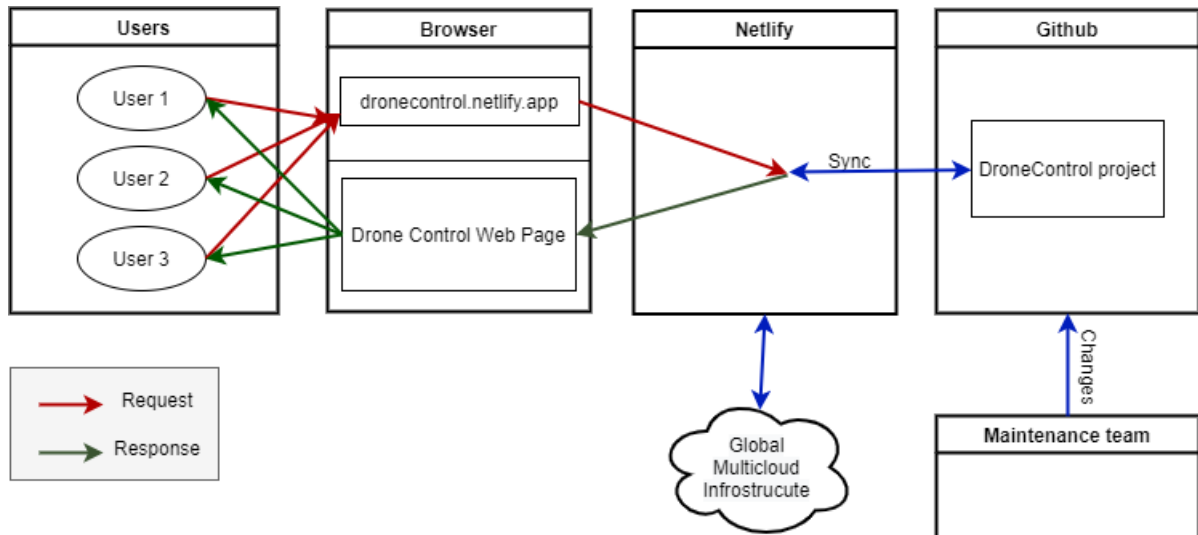 Users
Browser
Netlify
Github
User 1
dronecontrol.netlify.app
User 2
Sync
DroneControl project
User 3
Drone Control Web Page
Changes
Request
Response
Global
Multicloud
Infrostrucute
Maintenance team